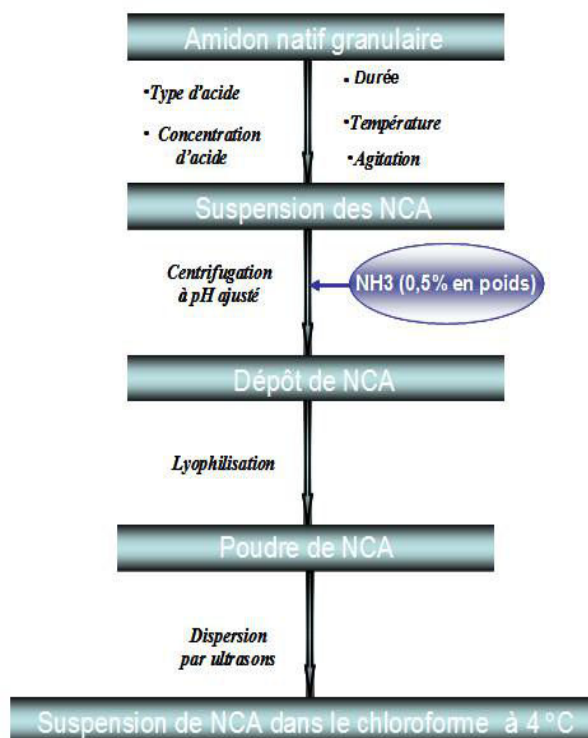 Amidon natif granulaire
•Type d'acide
• Concentration
d'acide
• Durée
•Température
•Agitation
Suspension des NCA
Centrifugation
à pH ajusté
NH3 (0,5% en poids)
Dépôt de NCA
Lyophilisation
Poudre de NCA
Dispersion
par ultrasons
Suspension de NCA dans le chloroforme à 4 °C